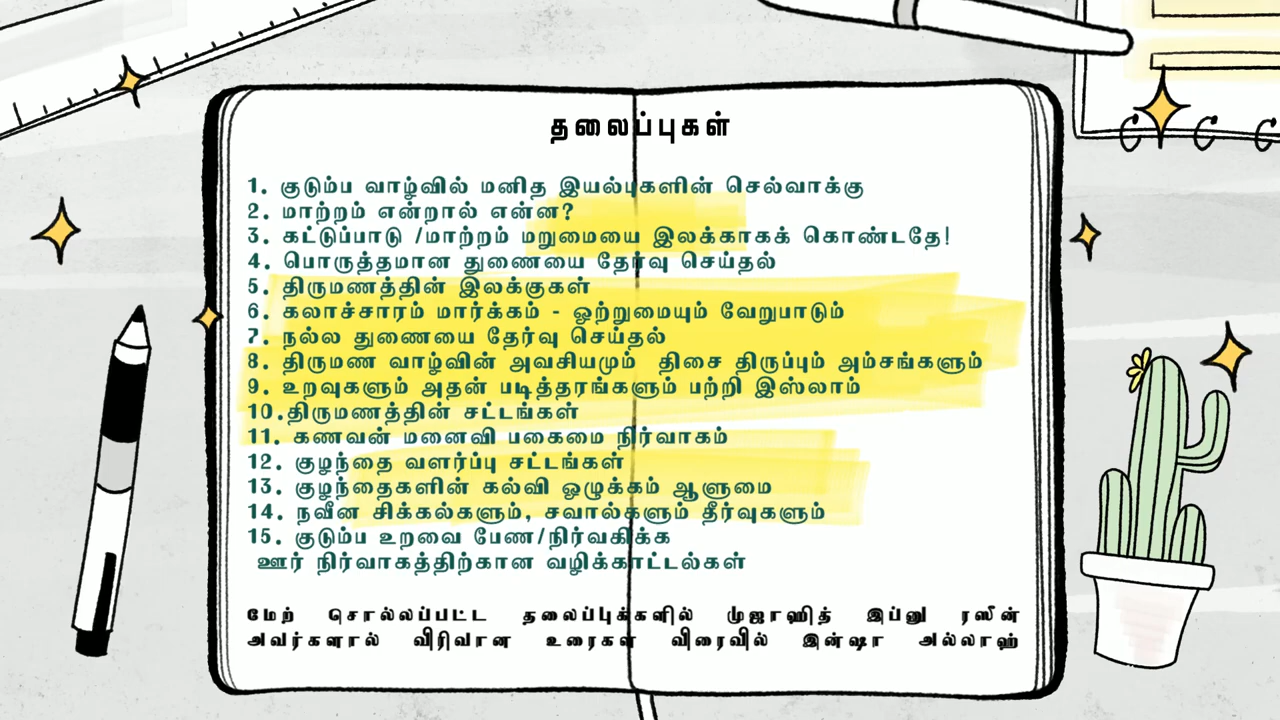 தலைப்புகள்
1. குடும்ப வாழ்வில் மனித இயல்புகளின் செல்வாக்கு
2. மாற்றம் என்றால் என்ன?
3. கட்டுப்பாடு /மாற்றம் மறுமையை இலக்காகக் கொண்டதே!
4. பொருத்தமான துணையை தேர்வு செய்தல்
5. திருமணத்தின் இலக்குகள்
6. கலாச்சாரம் மார்க்கம் - ஒற்றுமையும் வேறுபாடும்
7. நல்ல துணையை தேர்வு செய்தல்
8. திருமண வாழ்வின் அவசியமும் திசை திருப்பும் அம்சங்களும்
9. உறவுகளும் அதன் படித்தரங்களும் பற்றி இஸ்லாம்
10.திருமணத்தின் சட்டங்கள்
11. கணவன் மனைவி பகைமை நிர்வாகம்
12. குழந்தை வளர்ப்பு சட்டங்கள்
13. குழந்தைகளின் கல்வி ஒழுக்கம் ஆளுமை
14. நவீன சிக்கல்களும், சவால்களும் தீர்வுகளும்
15. குடும்ப உறவை பேண/நிர்வகிக்க
ஊர் நிர்வாகத்திற்கான வழிக்காட்டல்கள்
மேற் சொல்லப்பட்ட தலைப்புக்களில் முஜாஹித் இப்னு ரஸீன்
அவர்களால் விரிவான உரைகள் விரைவில் இன்ஷா அல்லாஹ்